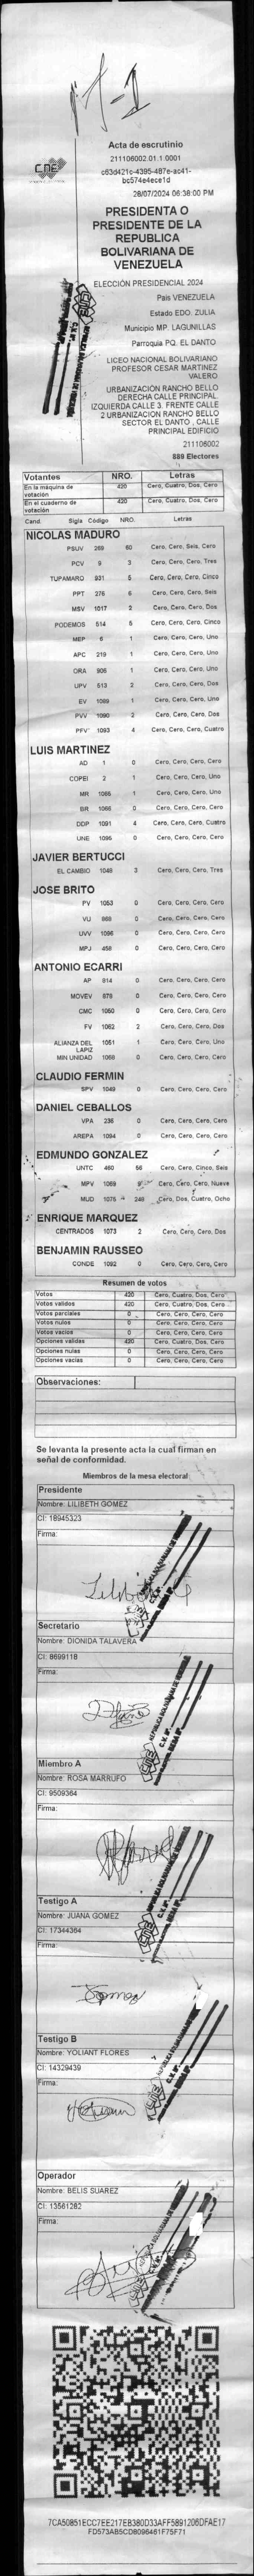 CNE
Acta de escrutinio
211106002.01.1.0001
c63d421c-4395-487e-ac41-
bc574e4ece1d
28/07/2024 06:38:00 PM
PRESIDENTA O
PRESIDENTE DE LA
REPUBLICA
BOLIVARIANA DE
VENEZUELA
ELECCIÓN PRESIDENCIAL 2024
País VENEZUELA
Estado EDO. ZULIA
Municipio MP. LAGUNILLAS
Parroquia PQ. EL DANTO
LICEO NACIONAL BOLIVARIANO
PROFESOR CESAR MARTINEZ
VALERO
URBANIZACIÓN RANCHO BELLO
DERECHA CALLE PRINCIPAL.
IZQUIERDA CALLE 3. FRENTE CALLE
2 URBANIZACION RANCHO BELLO
SECTOR EL DANTO , CALLE
PRINCIPAL EDIFICIO
211106002
889 Electores
Votantes NRO. Letras
En la máquina de votación 420 Cero, Cuatro, Dos, Cero
En el cuaderno de votación 420 Cero, Cuatro, Dos, Cero
Cand. Sigla Código NRO. Letras
NICOLAS MADURO
PSUV 269 60 Cero, Cero, Seis, Cero
PCV 9 3 Cero, Cero, Cero, Tres
TUPAMARO 931 5 Cero, Cero, Cero, Cinco
PPT 276 6 Cero, Cero, Cero, Seis
MSV 1017 2 Cero, Cero, Cero, Dos
PODEMOS 514 5 Cero, Cero, Cero, Cinco
MEP 6 1 Cero, Cero, Cero, Uno
APC 219 1 Cero, Cero, Cero, Uno
ORA 906 1 Cero, Cero, Cero, Uno
UPV 513 2 Cero, Cero, Cero, Dos
EV 1089 1 Cero, Cero, Cero, Uno
PVV 1090 2 Cero, Cero, Cero, Dos
PFV 1093 4 Cero, Cero, Cero, Cuatro
LUIS MARTINEZ
AD 1 0 Cero, Cero, Cero, Cero
COPEI 2 1 Cero, Cero, Cero, Uno
MR 1065 1 Cero, Cero, Cero, Uno
BR 1066 0 Cero, Cero, Cero, Cero
DDP 1091 4 Cero, Cero, Cero, Cuatro
UNE 1095 0 Cero, Cero, Cero, Cero
JAVIER BERTUCCI
EL CAMBIO 1048 3 Cero, Cero, Cero, Tres
JOSE BRITO
PV 1053 0 Cero, Cero, Cero, Cero
VU 868 0 Cero, Cero, Cero, Cero
UVV 1096 0 Cero, Cero, Cero, Cero
MPJ 458 0 Cero, Cero, Cero, Cero
ANTONIO ECARRI
AP 814 0 Cero, Cero, Cero, Cero
MOVEV 878 0 Cero, Cero, Cero, Cero
CMC 1050 0 Cero, Cero, Cero, Cero
FV 1062 2 Cero, Cero, Cero, Dos
ALIANZA DEL LAPIZ 1051 1 Cero, Cero, Cero, Uno
MIN UNIDAD 1068 0 Cero, Cero, Cero, Cero
CLAUDIO FERMIN
SPV 1049 0 Cero, Cero, Cero, Cero
DANIEL CEBALLOS
VPA 236 0 Cero, Cero, Cero, Cero
AREPA 1094 0 Cero, Cero, Cero, Cero
EDMUNDO GONZALEZ
UNTC 460 56 Cero, Cero, Cinco, Seis
MPV 1069 9 Cero, Cero, Cero, Nueve
MUD 1075 248 Cero, Dos, Cuatro, Ocho
ENRIQUE MARQUEZ
CENTRADOS 1073 2 Cero, Cero, Cero, Dos
BENJAMIN RAUSSEO
CONDE 1092 0 Cero, Cero, Cero, Cero
Resumen de votos
Votos 420 Cero, Cuatro, Dos, Cero
Votos validos 420 Cero, Cuatro, Dos, Cero
Votos parciales 0 Cero, Cero, Cero, Cero
Votos nulos 0 Cero, Cero, Cero, Cero
Votos vacios 0 Cero, Cero, Cero, Cero
Opciones validas 420 Cero, Cuatro, Dos, Cero
Opciones nulas 0 Cero, Cero, Cero, Cero
Opciones vacias 0 Cero, Cero, Cero, Cero
Observaciones:
Se levanta la presente acta la cual firman en
señal de conformidad.
Miembros de la mesa electoral:
Presidente
Nombre: LILIBETH GOMEZ
CI: 18945323
Firma:
Secretario
Nombre: DIONIDA TALAVERA
CI: 8699118
Firma:
Miembro A
Nombre: ROSA MARRUFO
CI: 9509364
Firma:
Testigo A
Nombre: JUANA GOMEZ
CI: 17344364
Firma:
Testigo B
Nombre: YOLIANT FLORES
CI: 14329439
Firma:
Operador
Nombre: BELIS SUAREZ
CI: 13561282
Firma:
7CA50851ECC7EE217EB380D33AFF5891206DFAE17
FD573AB5CD8096461F75F71